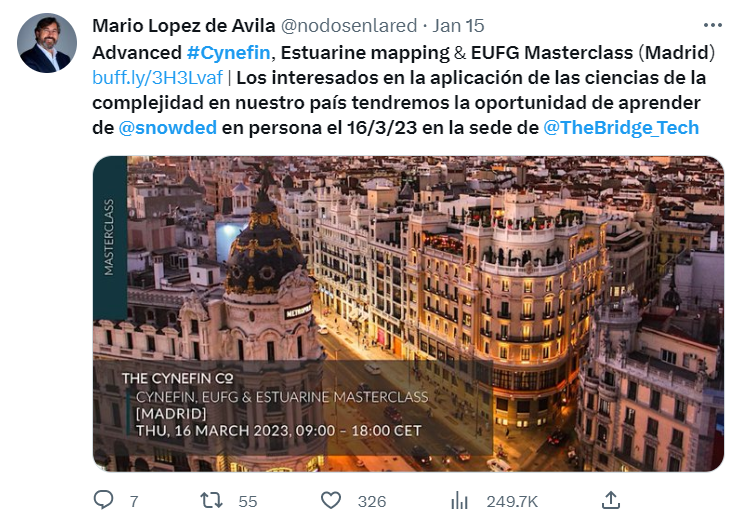 Mario Lopez de Avila @nodosenlared · Jan 15
Advanced #Cynefin, Estuarine mapping & EUFG Masterclass (Madrid)
buff.ly/3H3Lvaf | Los interesados en la aplicación de las ciencias de la
complejidad en nuestro país tendremos la oportunidad de aprender
de @snowded en persona el 16/3/23 en la sede de @TheBridge_Tech
MASTERCLASS
METROPOLIS
THE CYNEFIN Cº
CYNEFIN, EUFG & ESTUARINE MASTERCLASS
[MADRID]
THU, 16 MARCH 2023, 09:00 – 18:00 CET
7 55 326 249.7K